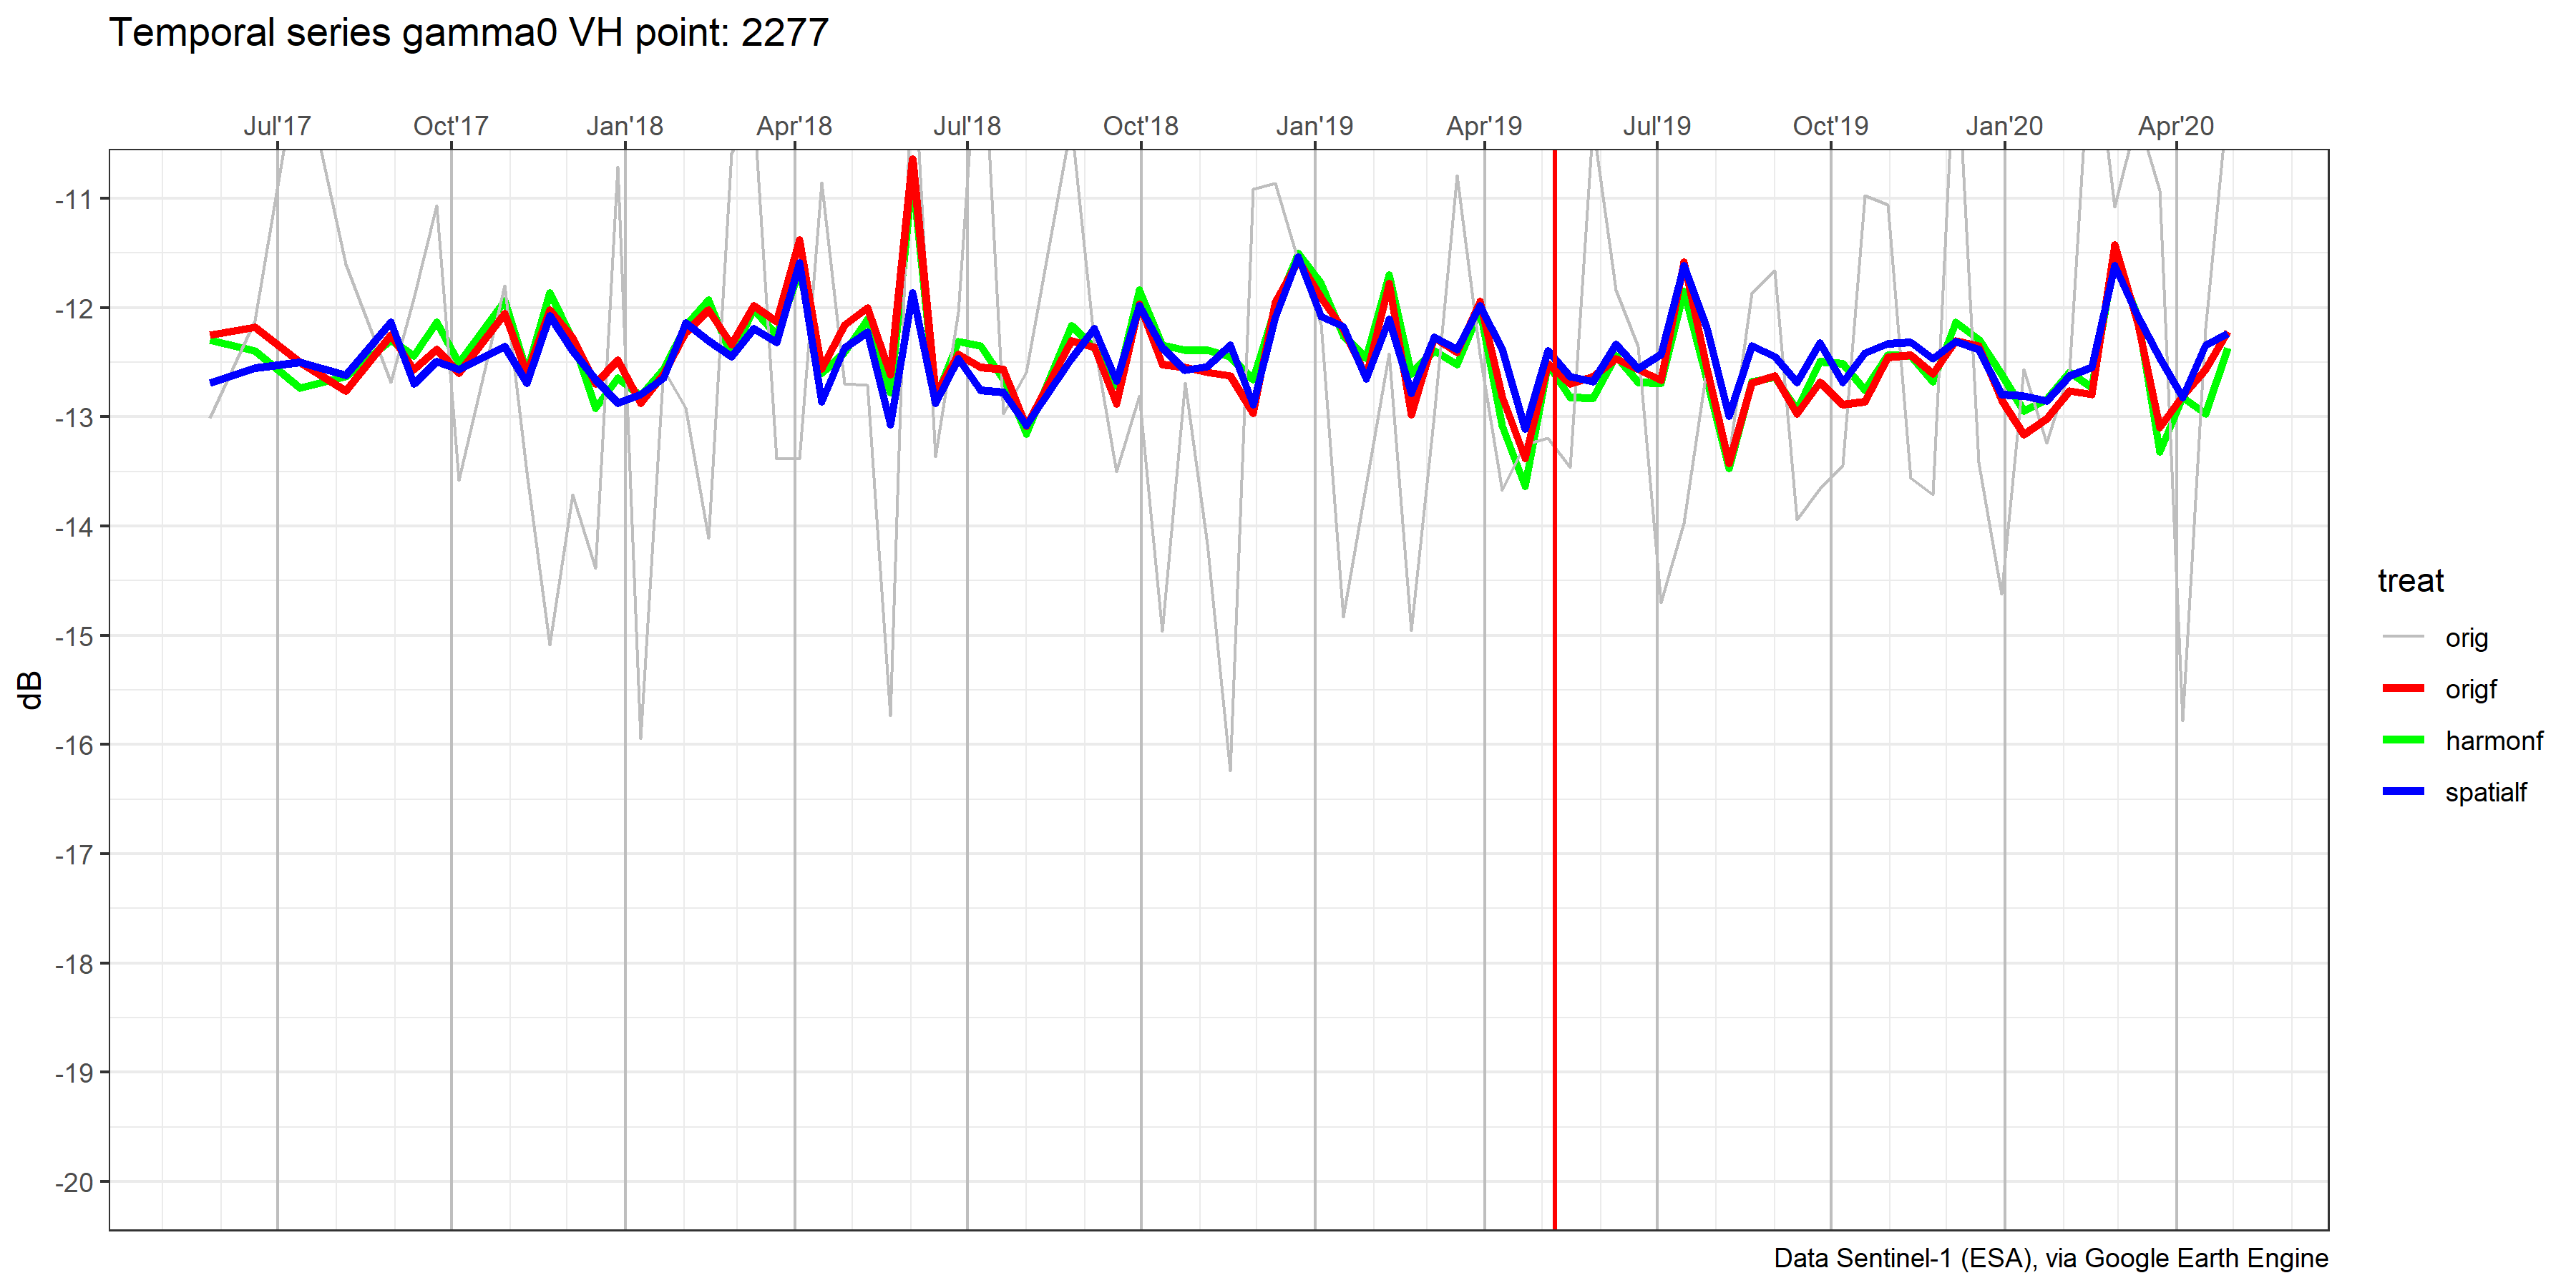 Temporal series gamma0 VH point: 2277
Jul'17 Oct'17 Jan'18 Apr'18 Jul'18 Oct'18 Jan'19 Apr'19 Jul'19 Oct'19 Jan'20 Apr'20
-11
-12
-13
-14
-15
-16
-17
-18
-19
-20
dB
treat
orig
origf
harmonf
spatialf
Data Sentinel-1 (ESA), via Google Earth Engine